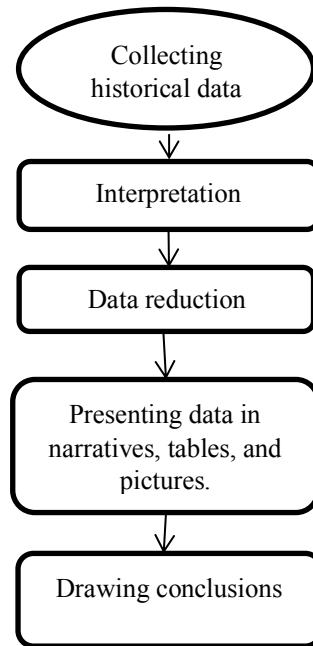 Collecting
historical data
Interpretation
Data reduction
Presenting data in
narratives, tables, and
pictures.
Drawing conclusions